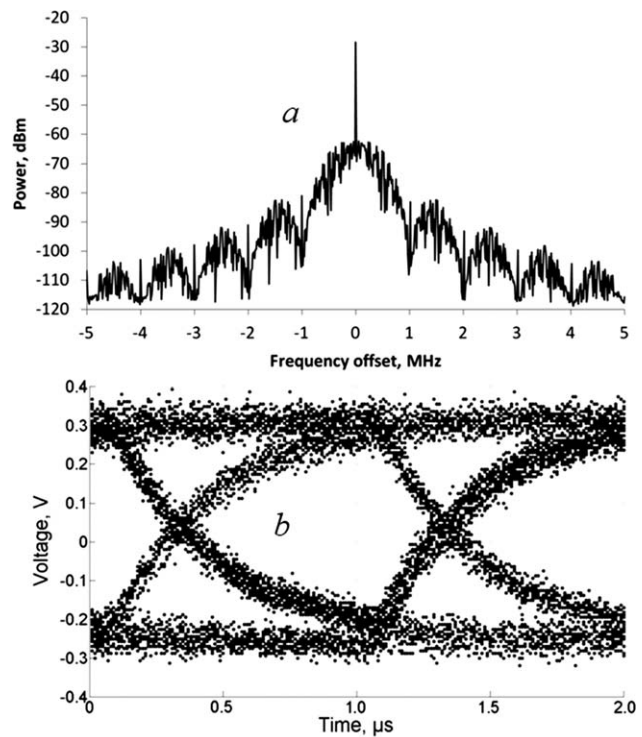 -20
-30
-40
-50
-60
-70
-80
-90
-100
-110
-120
Power, dBm
a
-5 -4 -3 -2 -1 0 1 2 3 4 5
Frequency offset, MHz
0.4
0.3
0.2
0.1
0
-0.1
-0.2
-0.3
-0.4
Voltage, V
b
0 0.5 1.0 1.5 2.0
Time, µs